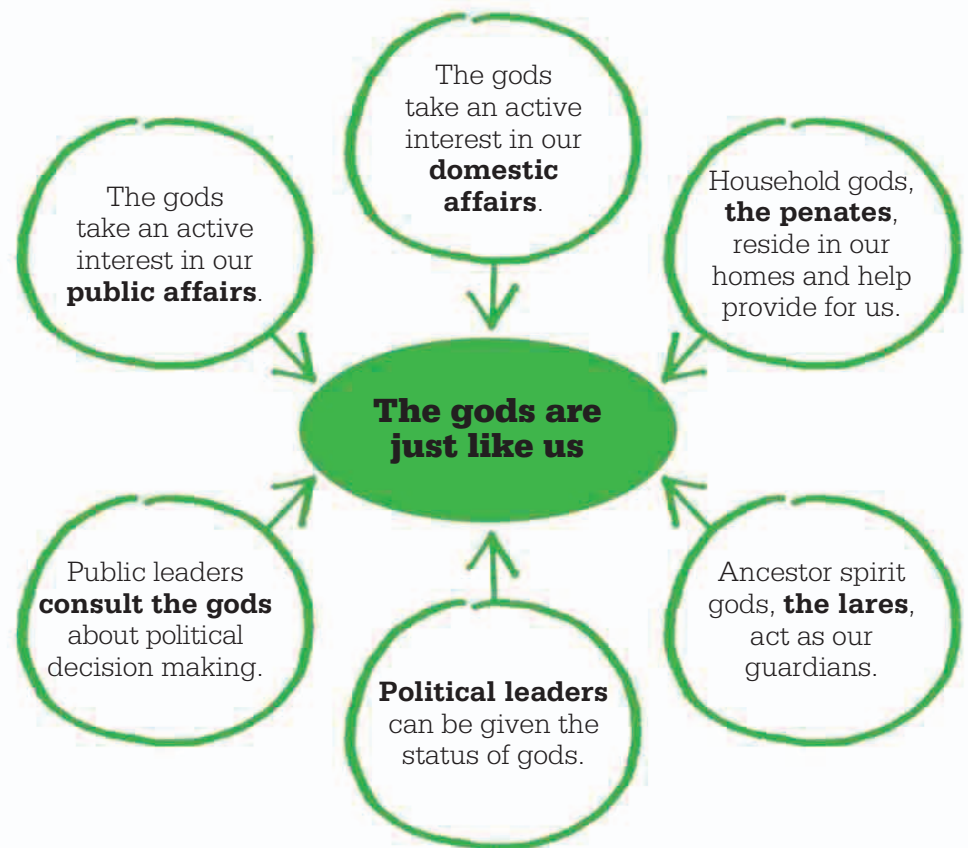 The gods
take an active
interest in our
domestic
affairs.
The gods
take an active
interest in our
public affairs.
Household gods,
the penates,
reside in our
homes and help
provide for us.
The gods are
just like us
Public leaders
consult the gods
about political
decision making.
Political leaders
can be given the
status of gods.
Ancestor spirit
gods, the lares,
act as our
guardians.